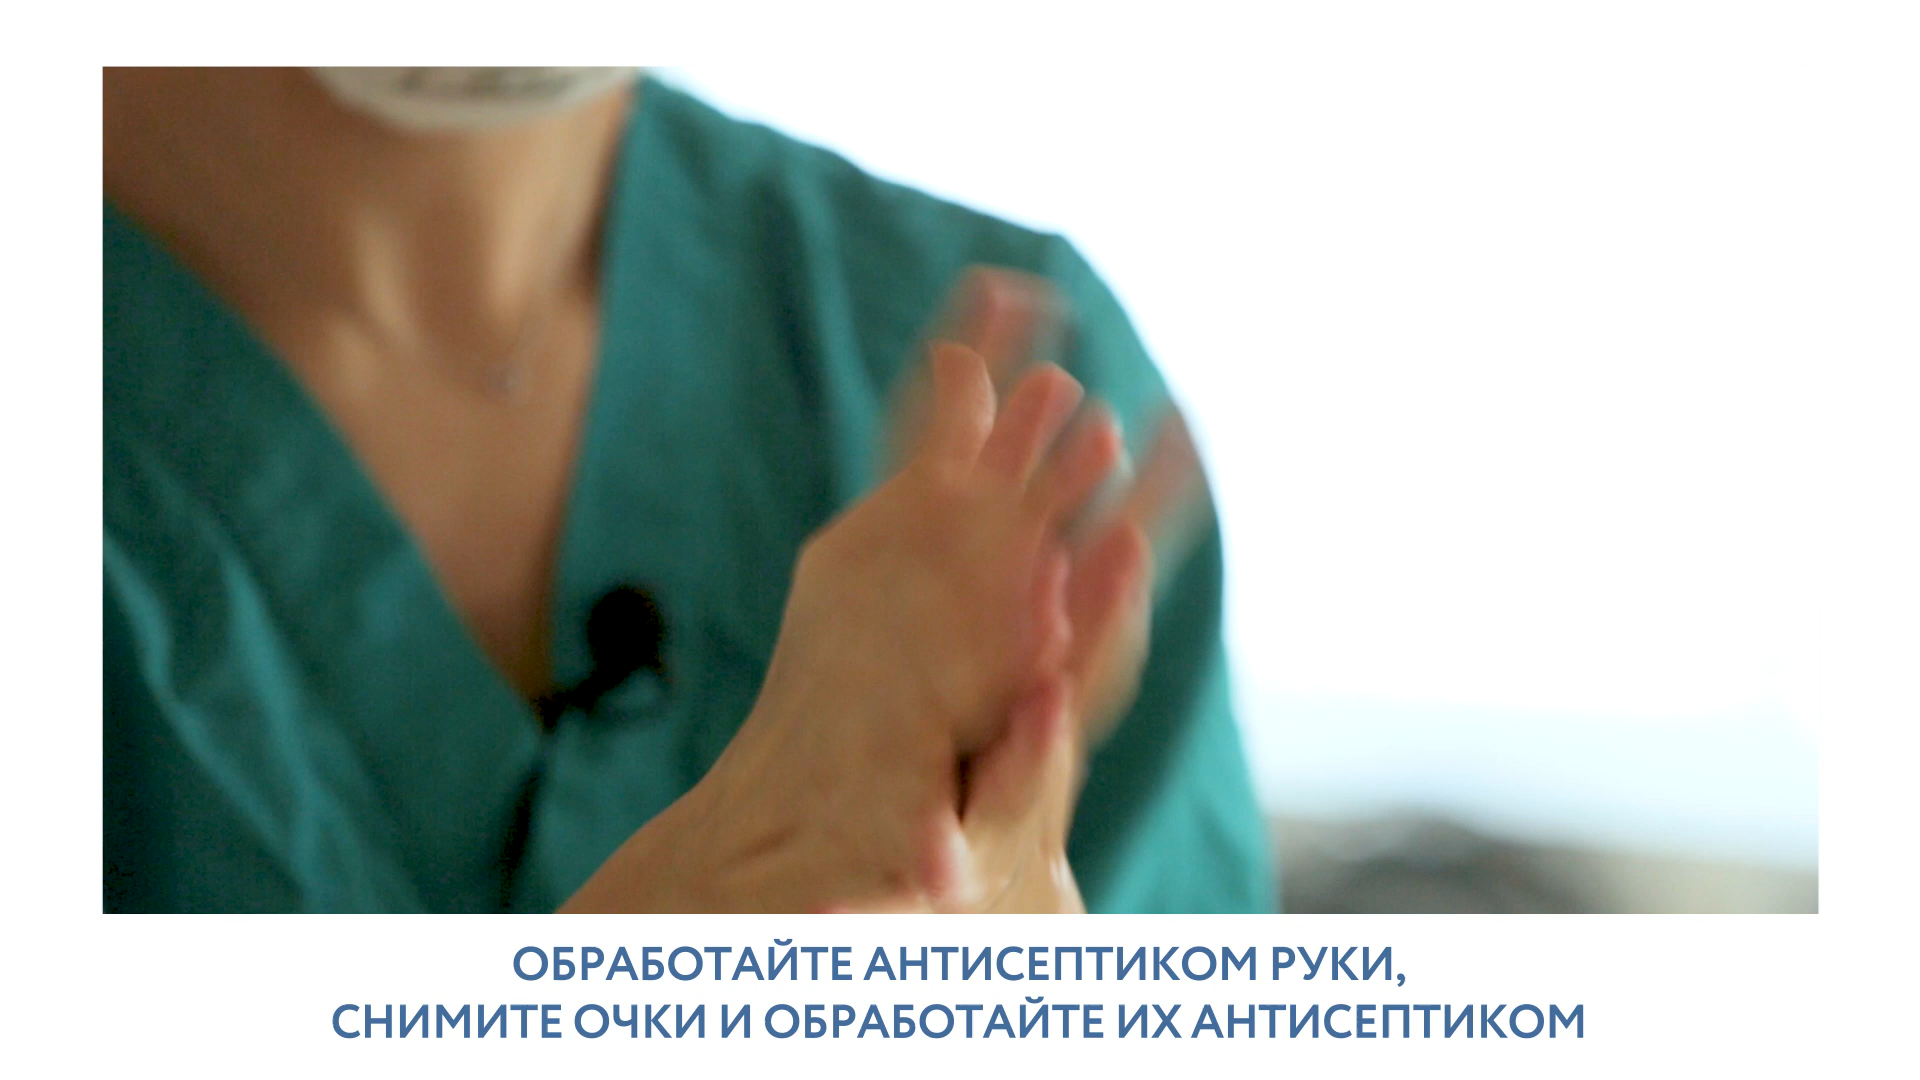 ОБРАБОТАЙТЕ АНТИСЕПТИКОМ РУКИ,
СНИМИТЕ ОЧКИ И ОБРАБОТАЙТЕ ИХ АНТИСЕПТИКОМ